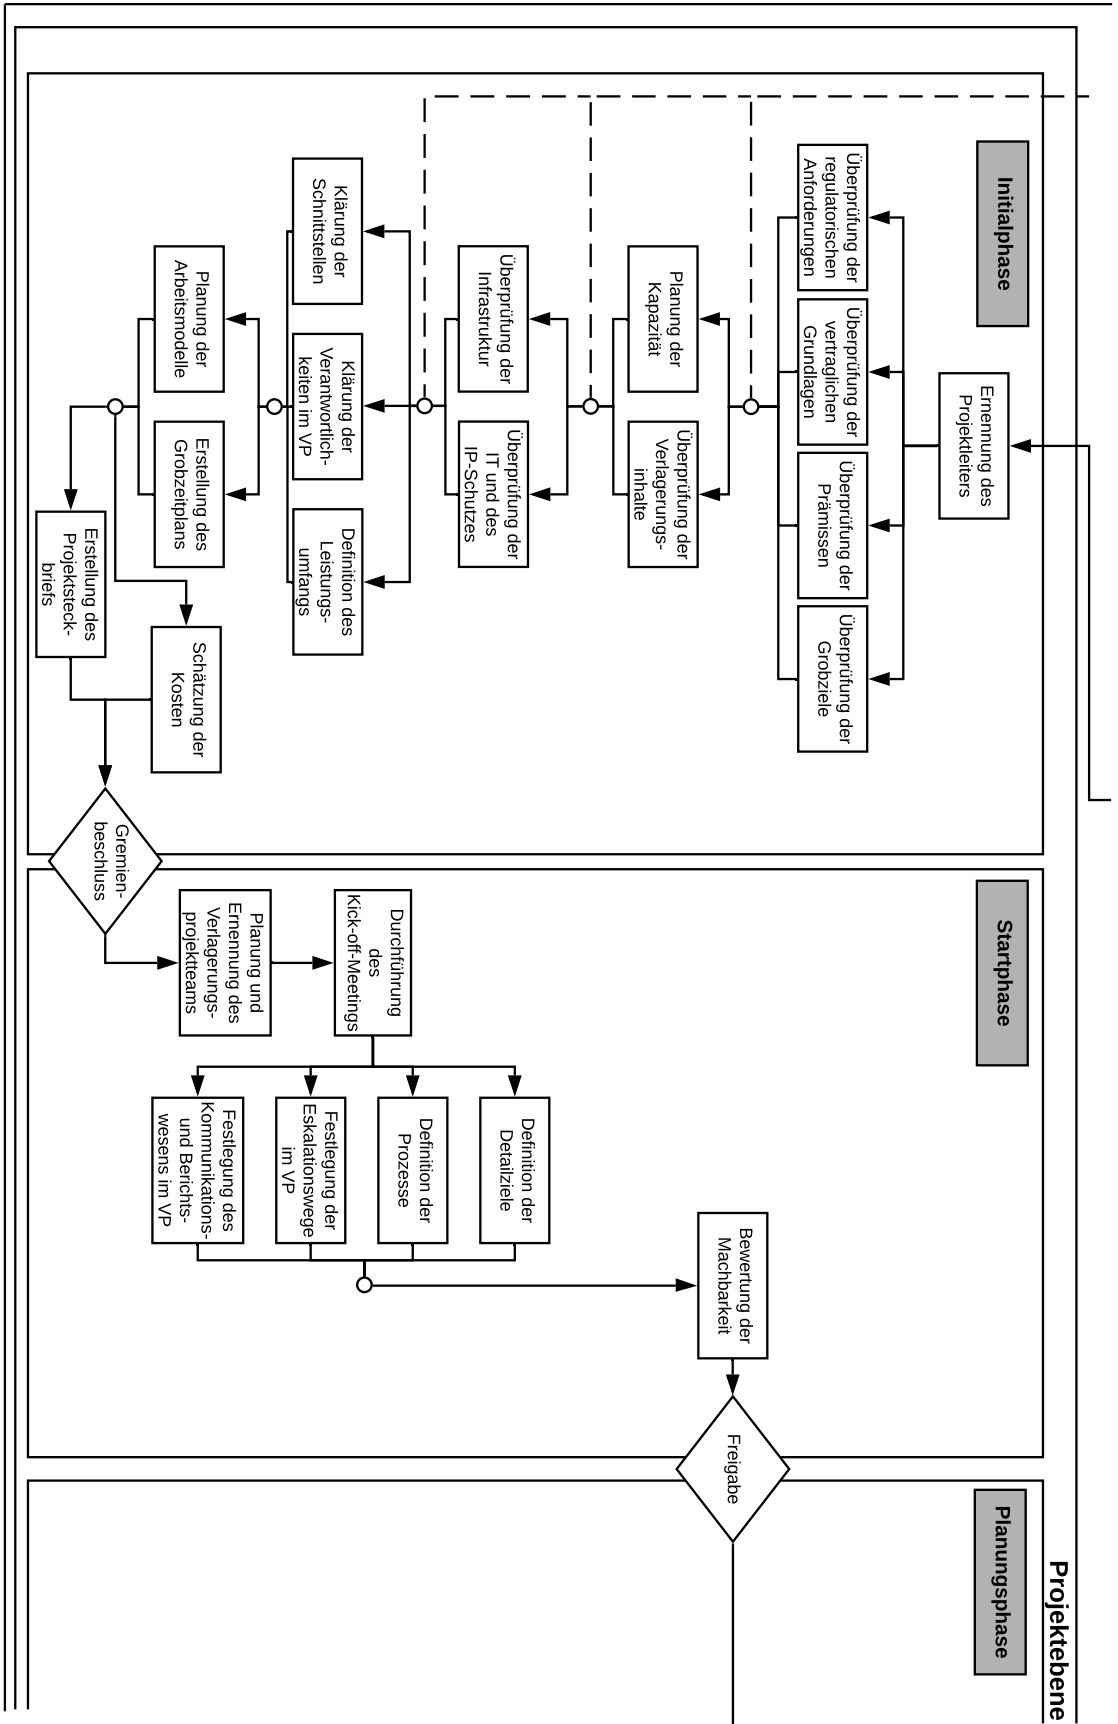 Projektebene
Initialphase
Ernennung des
Projektleiters
Überprüfung der
regulatorischen
Anforderungen
Überprüfung der
vertraglichen
Grundlagen
Überprüfung der
Prämissen
Überprüfung der
Grobziele
Planung der
Kapazität
Überprüfung der
Verlagerungs-
inhalte
Überprüfung der
Infrastruktur
Überprüfung der
IT und des
IP-Schutzes
Klärung der
Schnittstellen
Klärung der
Verantwortlich-
keiten im VP
Definition des
Leistungs-
umfangs
Planung der
Arbeitsmodelle
Erstellung des
Grobzeitplans
Schätzung der
Kosten
Erstellung des
Projektsteck-
briefs
Gremien-
beschluss
Startphase
Planung und
Ernennung des
Verlagerungs-
projektteams
Durchführung
des
Kick-off-Meetings
Definition der
Detailziele
Definition der
Prozesse
Festlegung der
Eskalationswege
im VP
Festlegung des
Kommunikations-
und Berichts-
wesens im VP
Bewertung der
Machbarkeit
Freigabe
Planungsphase